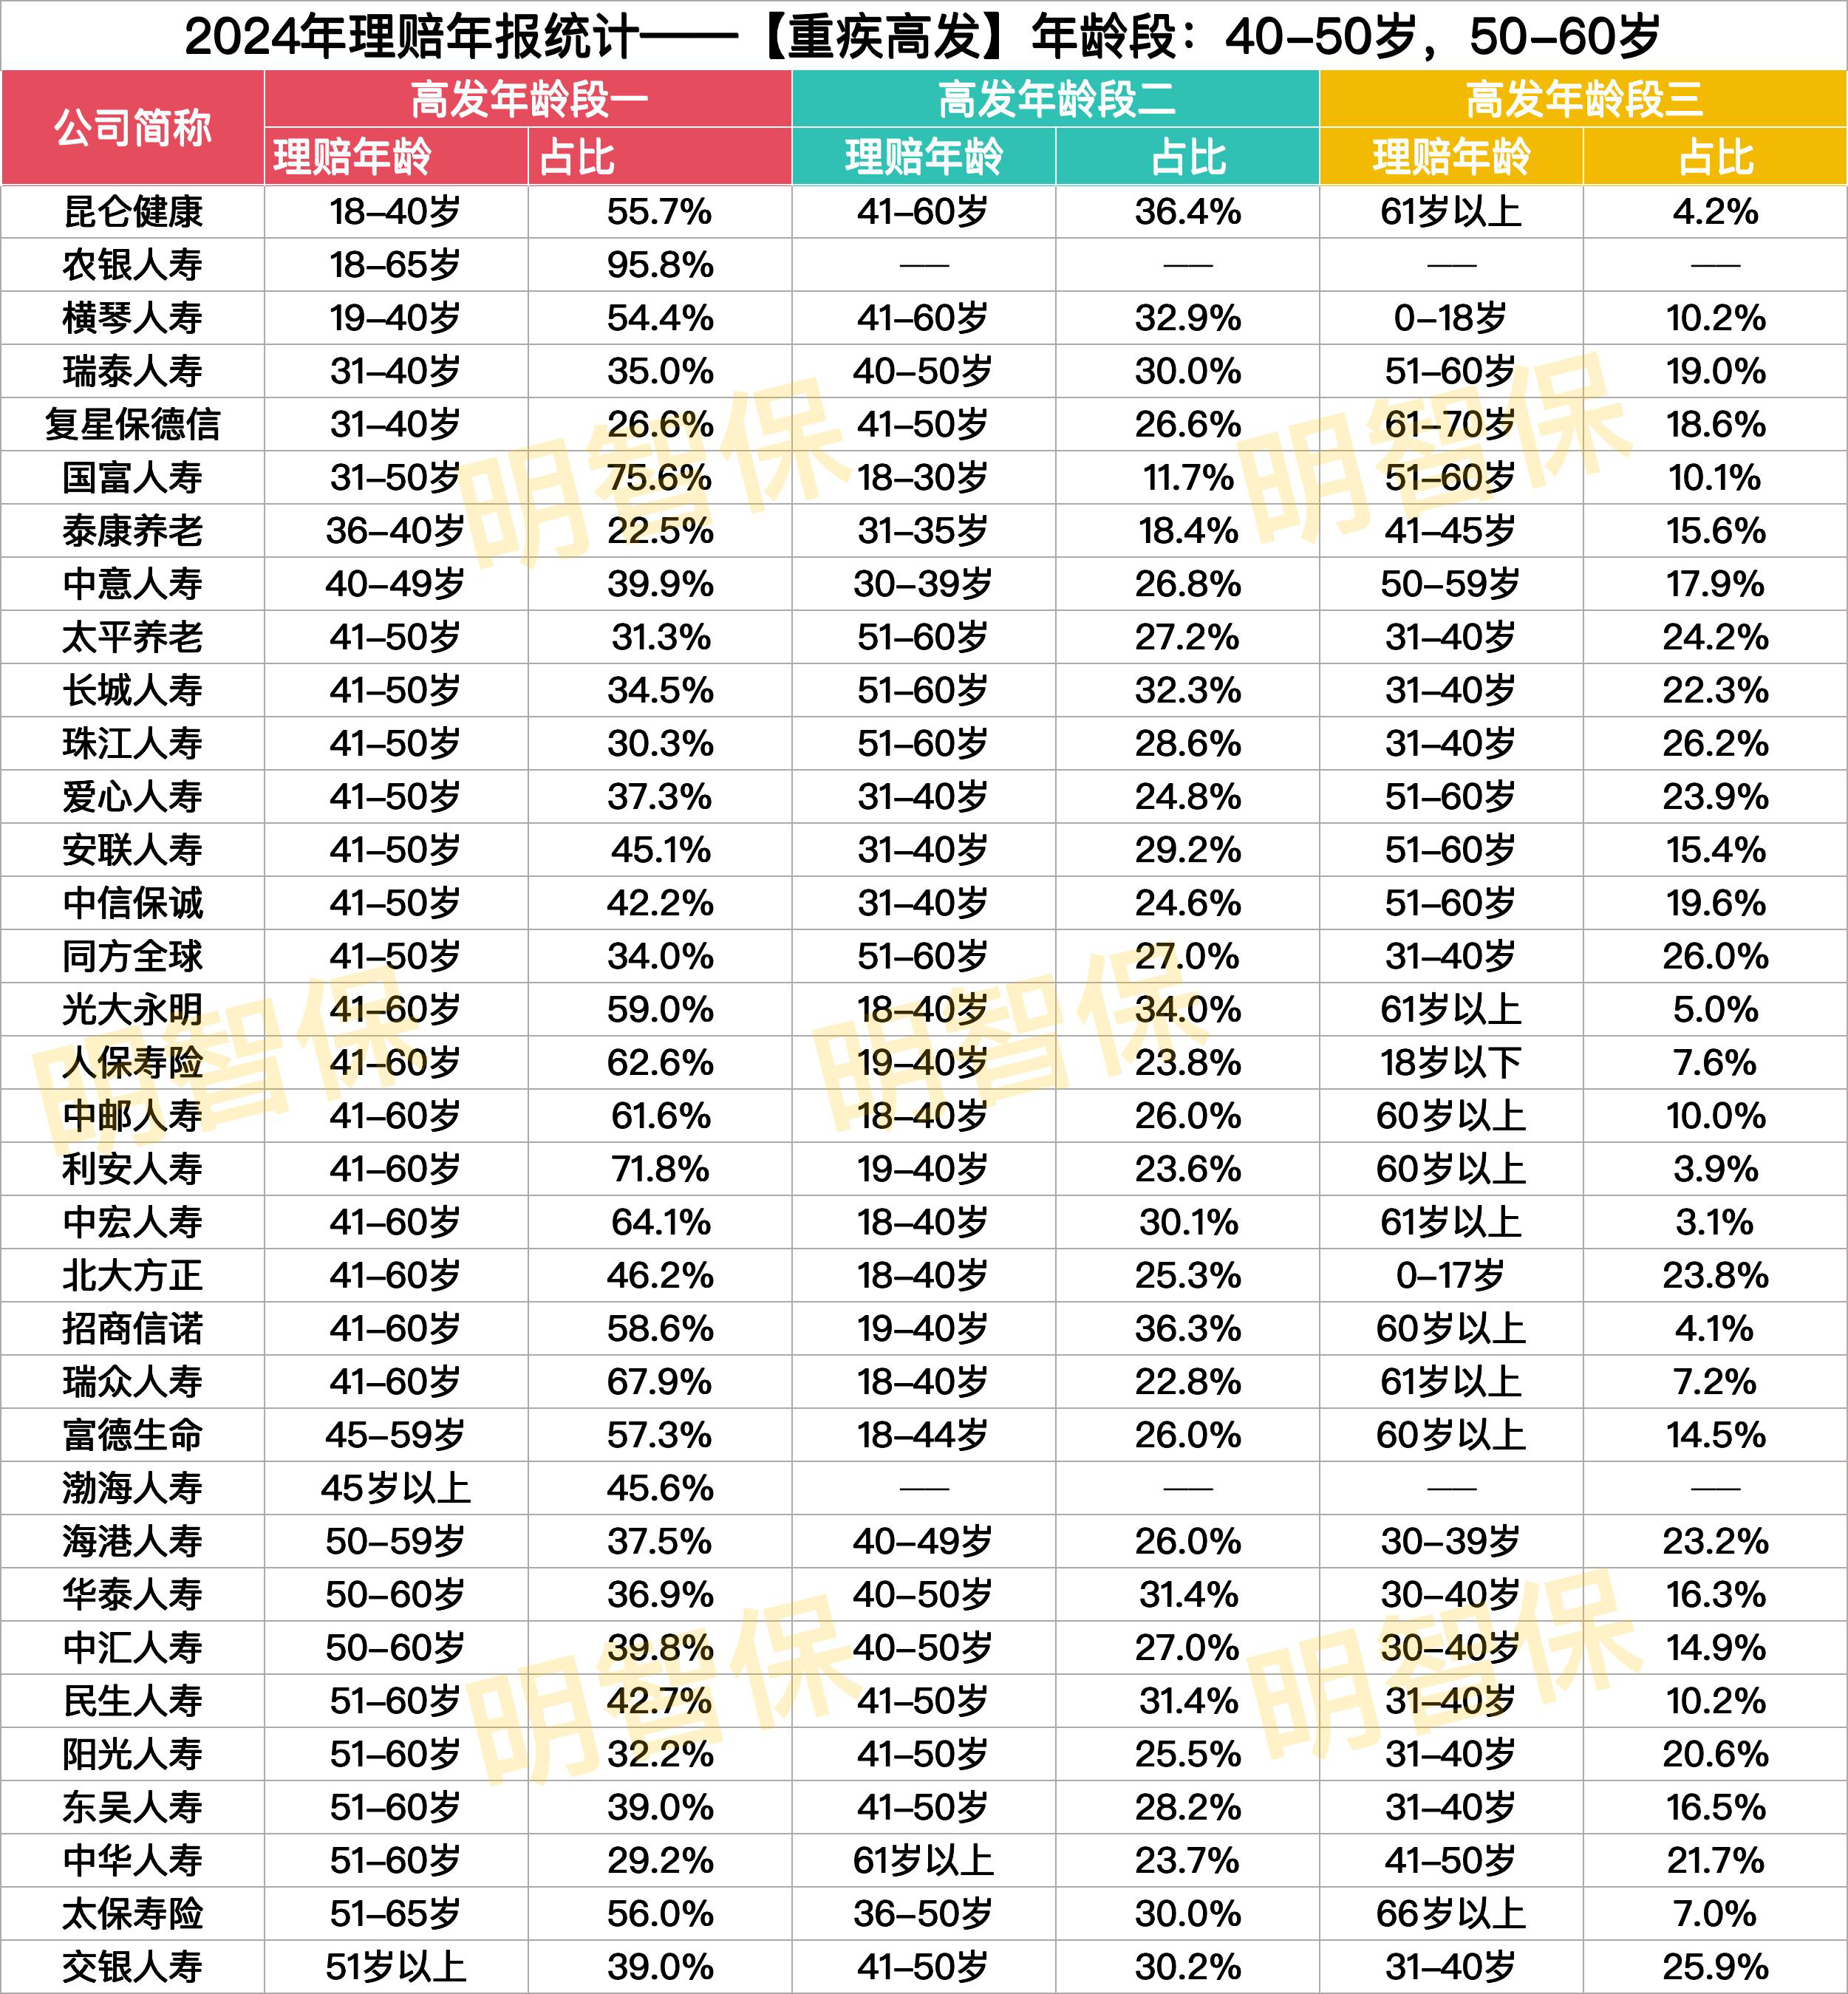 2024年理赔年报统计——【重疾高发】年龄段：40-50岁，50-60岁
公司简称 高发年龄段一 高发年龄段二 高发年龄段三
理赔年龄 占比 理赔年龄 占比 理赔年龄 占比
昆仑健康 18-40岁 55.7% 41-60岁 36.4% 61岁以上 4.2%
农银人寿 18-65岁 95.8% —— —— —— ——
横琴人寿 19-40岁 54.4% 41-60岁 32.9% 0-18岁 10.2%
瑞泰人寿 31-40岁 35.0% 40-50岁 30.0% 51-60岁 19.0%
复星保德信 31-40岁 26.6% 41-50岁 26.6% 61-70岁 18.6%
国富人寿 31-50岁 75.6% 18-30岁 11.7% 51-60岁 10.1%
泰康养老 36-40岁 22.5% 31-35岁 18.4% 41-45岁 15.6%
中意人寿 40-49岁 39.9% 30-39岁 26.8% 50-59岁 17.9%
太平养老 41-50岁 31.3% 51-60岁 27.2% 31-40岁 24.2%
长城人寿 41-50岁 34.5% 51-60岁 32.3% 31-40岁 22.3%
珠江人寿 41-50岁 30.3% 51-60岁 28.6% 31-40岁 26.2%
爱心人寿 41-50岁 37.3% 31-40岁 24.8% 51-60岁 23.9%
安联人寿 41-50岁 45.1% 31-40岁 29.2% 51-60岁 15.4%
中信保诚 41-50岁 42.2% 31-40岁 24.6% 51-60岁 19.6%
同方全球 41-50岁 34.0% 51-60岁 27.0% 31-40岁 26.0%
光大永明 41-60岁 59.0% 18-40岁 34.0% 61岁以上 5.0%
人保寿险 41-60岁 62.6% 19-40岁 23.8% 18岁以下 7.6%
中邮人寿 41-60岁 61.6% 18-40岁 26.0% 60岁以上 10.0%
利安人寿 41-60岁 71.8% 19-40岁 23.6% 60岁以上 3.9%
中宏人寿 41-60岁 64.1% 18-40岁 30.1% 61岁以上 3.1%
北大方正 41-60岁 46.2% 18-40岁 25.3% 0-17岁 23.8%
招商信诺 41-60岁 58.6% 19-40岁 36.3% 60岁以上 4.1%
瑞众人寿 41-60岁 67.9% 18-40岁 22.8% 61岁以上 7.2%
富德生命 45-59岁 57.3% 18-44岁 26.0% 60岁以上 14.5%
渤海人寿 45岁以上 45.6% —— —— —— ——
海港人寿 50-59岁 37.5% 40-49岁 26.0% 30-39岁 23.2%
华泰人寿 50-60岁 36.9% 40-50岁 31.4% 30-40岁 16.3%
中汇人寿 50-60岁 39.8% 40-50岁 27.0% 30-40岁 14.9%
民生人寿 51-60岁 42.7% 41-50岁 31.4% 31-40岁 10.2%
阳光人寿 51-60岁 32.2% 41-50岁 25.5% 31-40岁 20.6%
东吴人寿 51-60岁 39.0% 41-50岁 28.2% 31-40岁 16.5%
中华人寿 51-60岁 29.2% 61岁以上 23.7% 41-50岁 21.7%
太保寿险 51-65岁 56.0% 36-50岁 30.0% 66岁以上 7.0%
交银人寿 51岁以上 39.0% 41-50岁 30.2% 31-40岁 25.9%
明智保
明智保
明智保
明智保
明智保
明智保